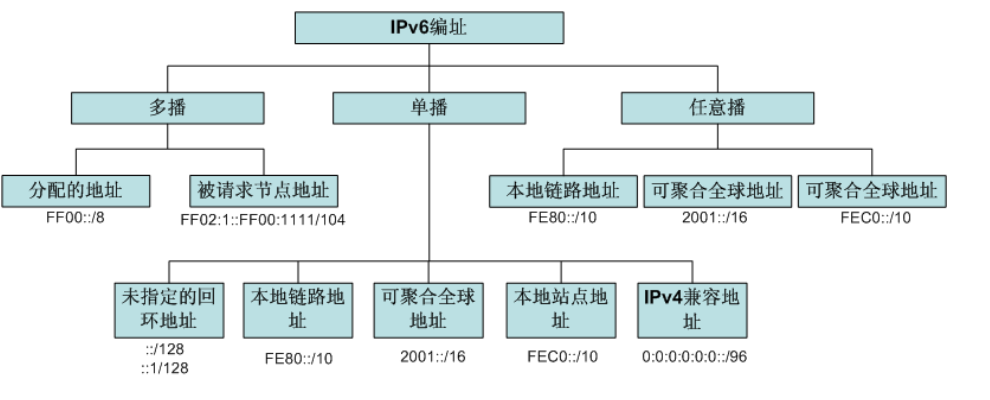 IPv6编址
多播
单播
任意播
分配的地址
被请求节点地址
本地链路地址
可聚合全球地址
可聚合全球地址
FF00::/8
FF02:1::FF00:1111/104
FE80::/10
2001::/16
FEC0::/10
未指定的回
环地址
本地链路地
址
可聚合全球
地址
本地站点地
址
IPv4兼容地
址
::/128
::1/128
FE80::/10
2001::/16
FEC0::/10
0:0:0:0:0:0::/96